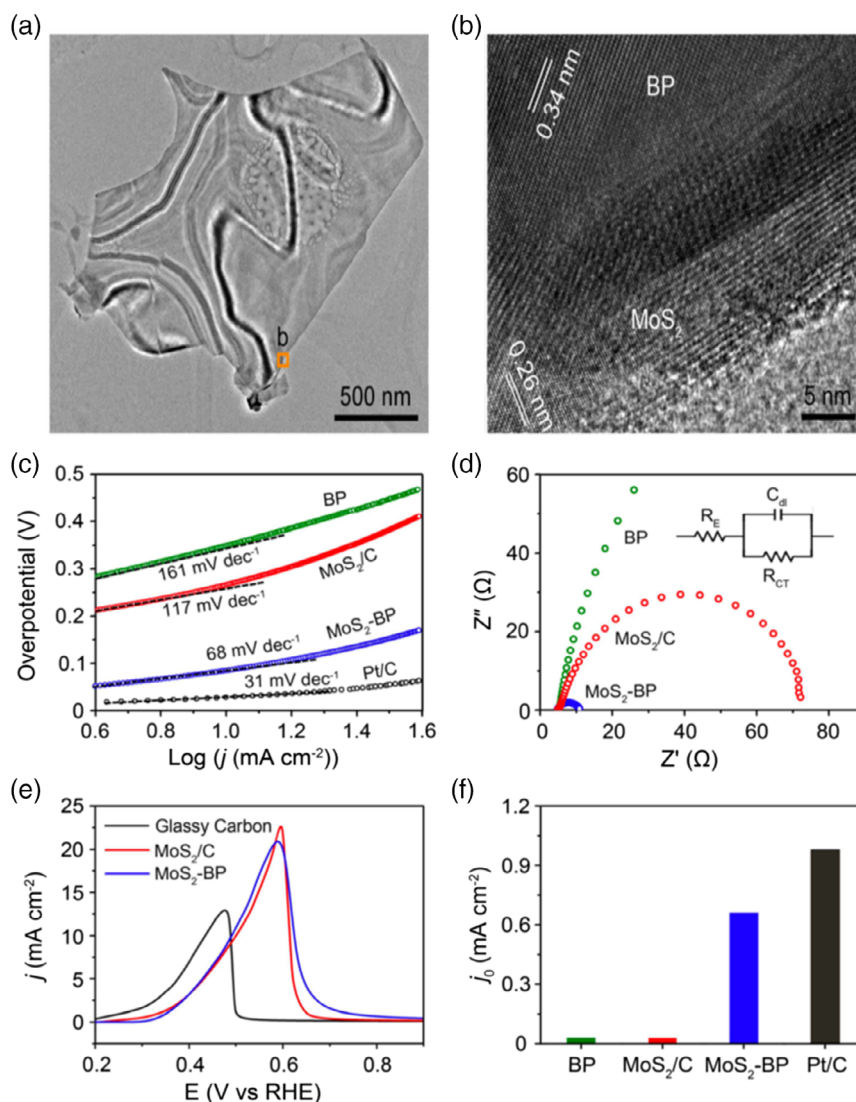 (a)
b
500 nm
(b)
0.34 nm
BP
MoS₂
0.26 nm
5 nm
(c)
Overpotential (V)
0.5
0.4
0.3
0.2
0.1
0.0
BP
161 mV dec⁻¹
MoS₂/C
117 mV dec⁻¹
MoS₂-BP
68 mV dec⁻¹
Pt/C
31 mV dec⁻¹
0.6 0.8 1.0 1.2 1.4 1.6
Log (j (mA cm⁻²))
(d)
Z" (Ω)
60
40
20
0
BP
R_E
C_dl
R_CT
MoS₂/C
MoS₂-BP
0 20 40 60 80
Z' (Ω)
(e)
j (mA cm⁻²)
25
20
15
10
5
0
Glassy Carbon
MoS₂/C
MoS₂-BP
0.2 0.4 0.6 0.8
E (V vs RHE)
(f)
j₀ (mA cm⁻²)
1.2
0.9
0.6
0.3
0
BP MoS₂/C MoS₂-BP Pt/C